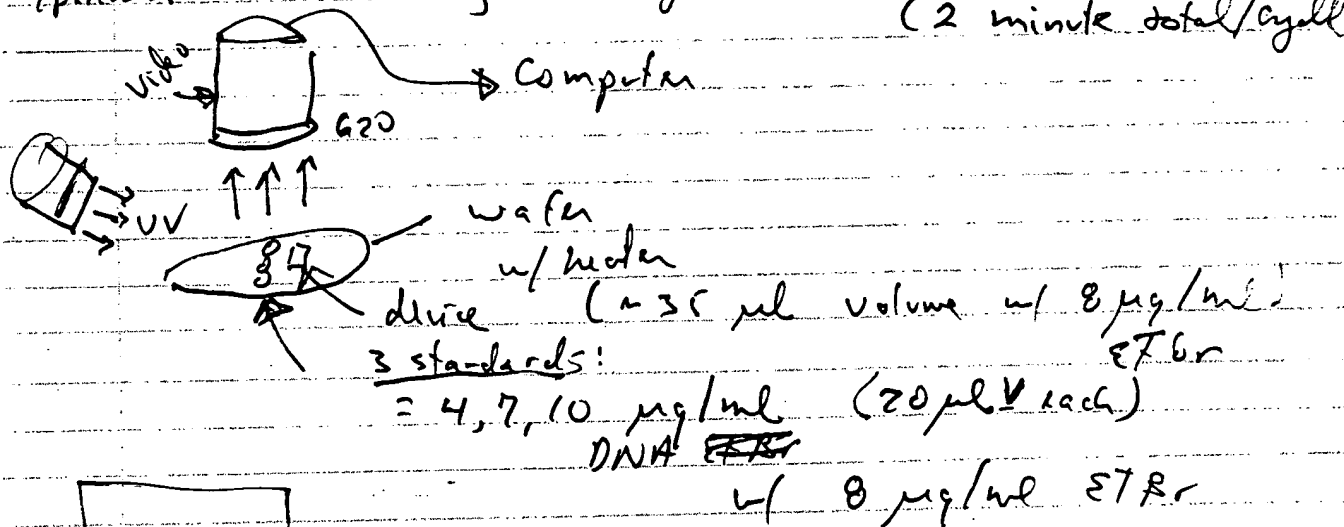 (2 minute total/cycle
Video
Computer
620
UV
wafer
w/ heater
device (~35 µl volume w/ 8 µg/ml
ETBr
3 standards:
= 4, 7, 10 µg/ml (20 µl V each)
DNA
w/ 8 µg/ml ETBr